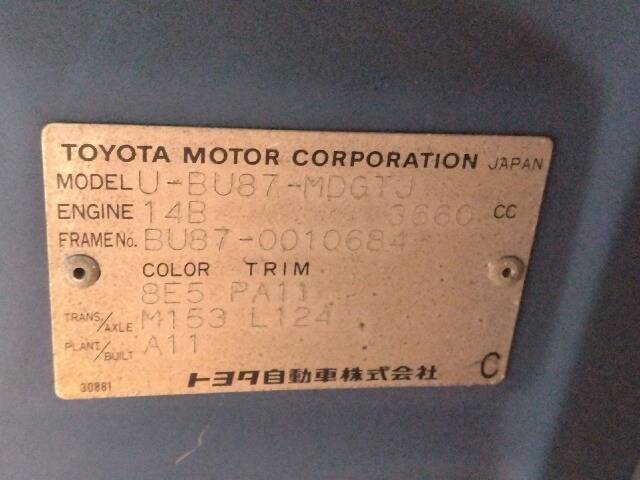 TOYOTA MOTOR CORPORATION JAPAN
MODEL U-BU87-MDGTJ
ENGINE 14B 3660 CC
FRAME No. BU87-0010684
COLOR TRIM
8E5 PA11
TRANS./AXLE M153 L124
PLANT/BUILT A11
30881 トヨタ自動車株式会社 C